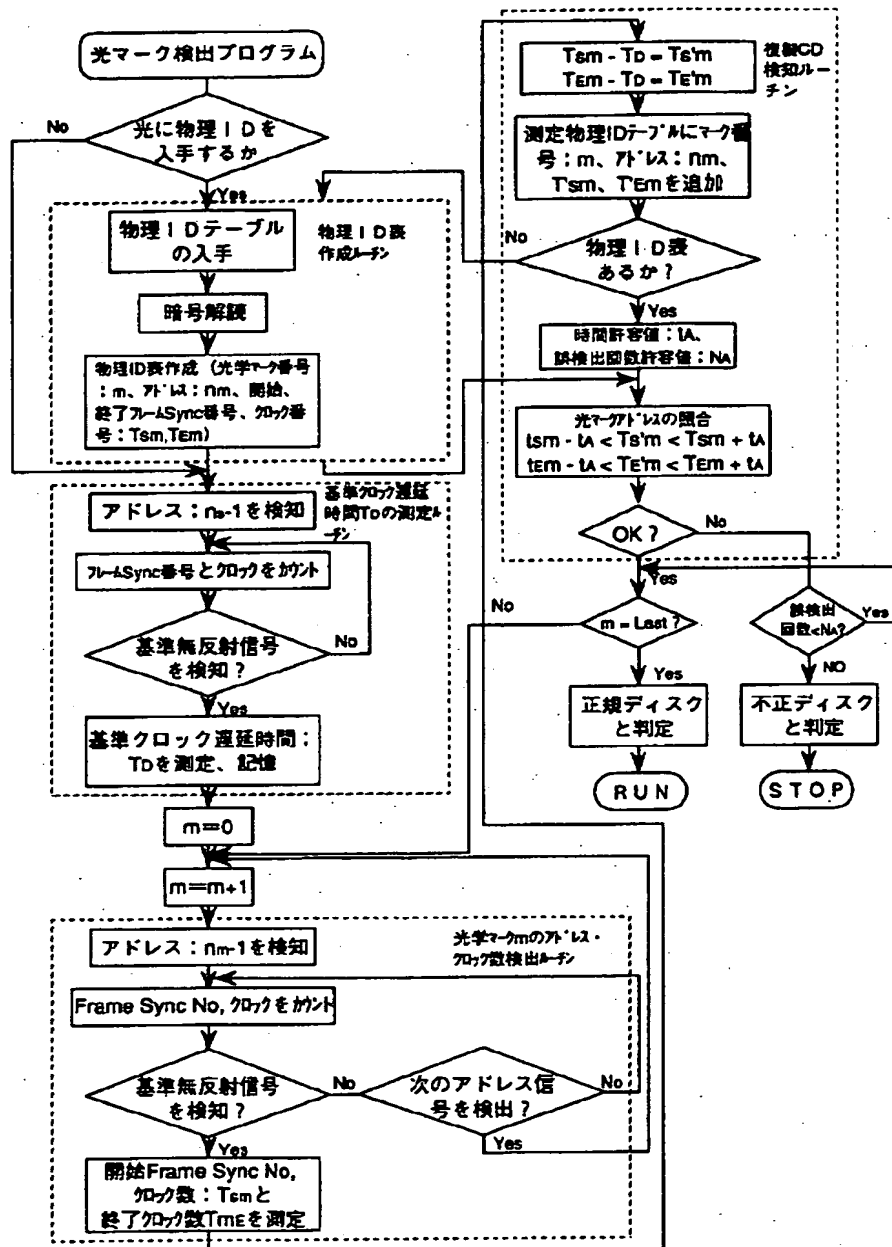 光マーク検出プログラム
光に物理IDを
入手するか
No
Yes
物理IDテーブル
の入手
物理ID表
作成ルーチン
暗号解読
物理ID表作成(光学マーク番号
:m、アドレス:nm、開始、
終了フレームSync番号、クロック番
号:Tsm,TEm)
アドレス:ns-1を検知
基準クロック遅延
時間TDの測定ル
ーチン
フレームSync番号とクロックをカウント
基準無反射信号
を検知?
No
Yes
基準クロック遅延時間:
TDを測定、記憶
m=0
m=m+1
アドレス:nm-1を検知
光学マークmのアドレス・
クロック数検出ルーチン
Frame Sync No,クロックをカウント
基準無反射信号
を検知?
No
次のアドレス信
号を検出?
No
Yes
Yes
開始Frame Sync No,
クロック数:Tsmと
終了クロック数TmEを測定
Tsm - TD = Ts'm
TEm - TD = TE'm
複製CD
検知ルー
チン
測定物理IDテーブルにマーク番
号:m、アドレス:nm、
T'sm、T'Emを追加
物理ID表
あるか?
No
Yes
時間許容値:tA、
誤検出回数許容値:NA
光マークアドレスの照合
tsm - tA < Ts'm < Tsm + tA
tEm - tA < TE'm < TEm + tA
OK?
No
Yes
m = Last?
No
誤検出
回数<NA?
Yes
Yes
NO
正規ディスク
と判定
不正ディスク
と判定
RUN
STOP